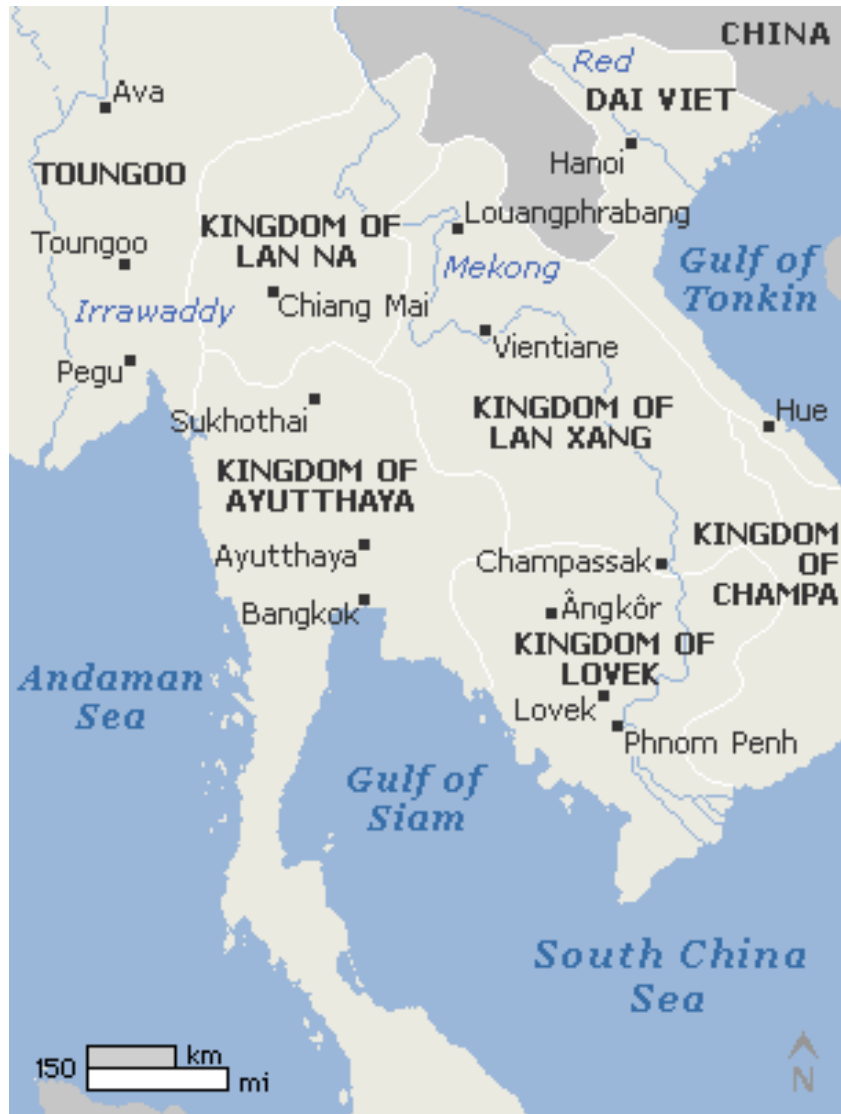 CHINA
Red
Ava
DAI VIET
Hanoi
TOUNGOO
Louangphrabang
KINGDOM OF
LAN NA
Toungoo
Mekong
Gulf of
Tonkin
Irrawaddy
Chiang Mai
Vientiane
Pegu
Sukhothai
KINGDOM OF
LAN XANG
Hue
KINGDOM OF
AYUTTHAYA
KINGDOM
OF
CHAMPA
Ayutthaya
Champassak
Bangkok
Ângkôr
KINGDOM OF
LOVEK
Andaman
Sea
Lovek
Phnom Penh
Gulf of
Siam
South China
Sea
150 km
mi
N